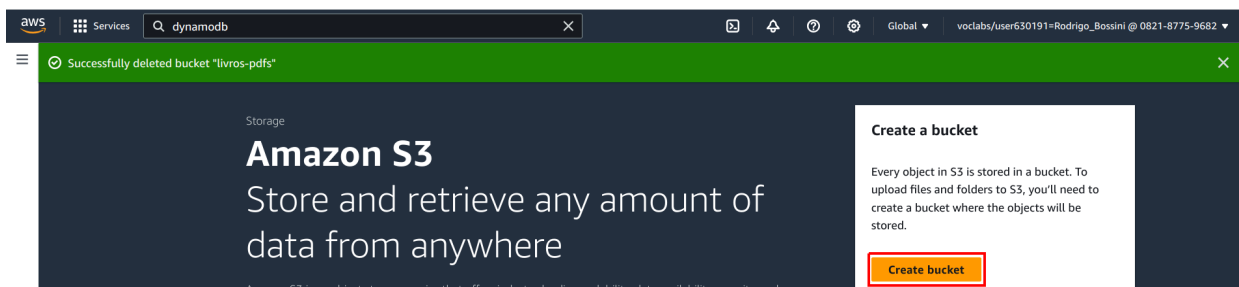 aws
Services
dynamodb
Global
voclabs/user630191=Rodrigo_Bossini @ 0821-8775-9682
Successfully deleted bucket "livros-pdfs"
Storage
Amazon S3
Store and retrieve any amount of
data from anywhere
Create a bucket
Every object in S3 is stored in a bucket. To
upload files and folders to S3, you'll need to
create a bucket where the objects will be
stored.
Create bucket